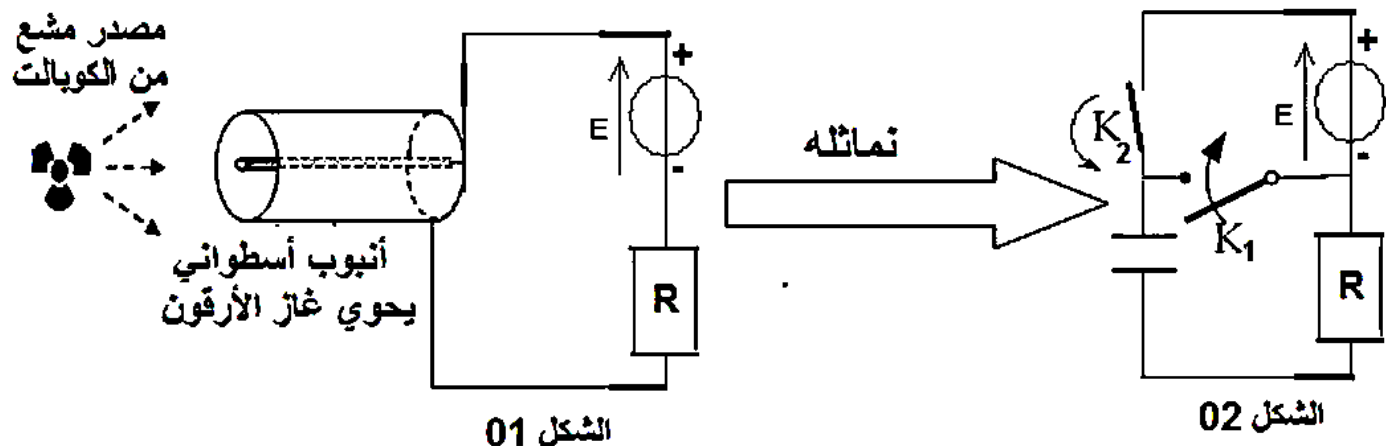 مصدر مشع
من الكوبالت
أنبوب أسطواني
يحوي غاز الأرقون
+
E
-
R
الشكل 01
نماثله
+
E
-
K2
K1
R
الشكل 02